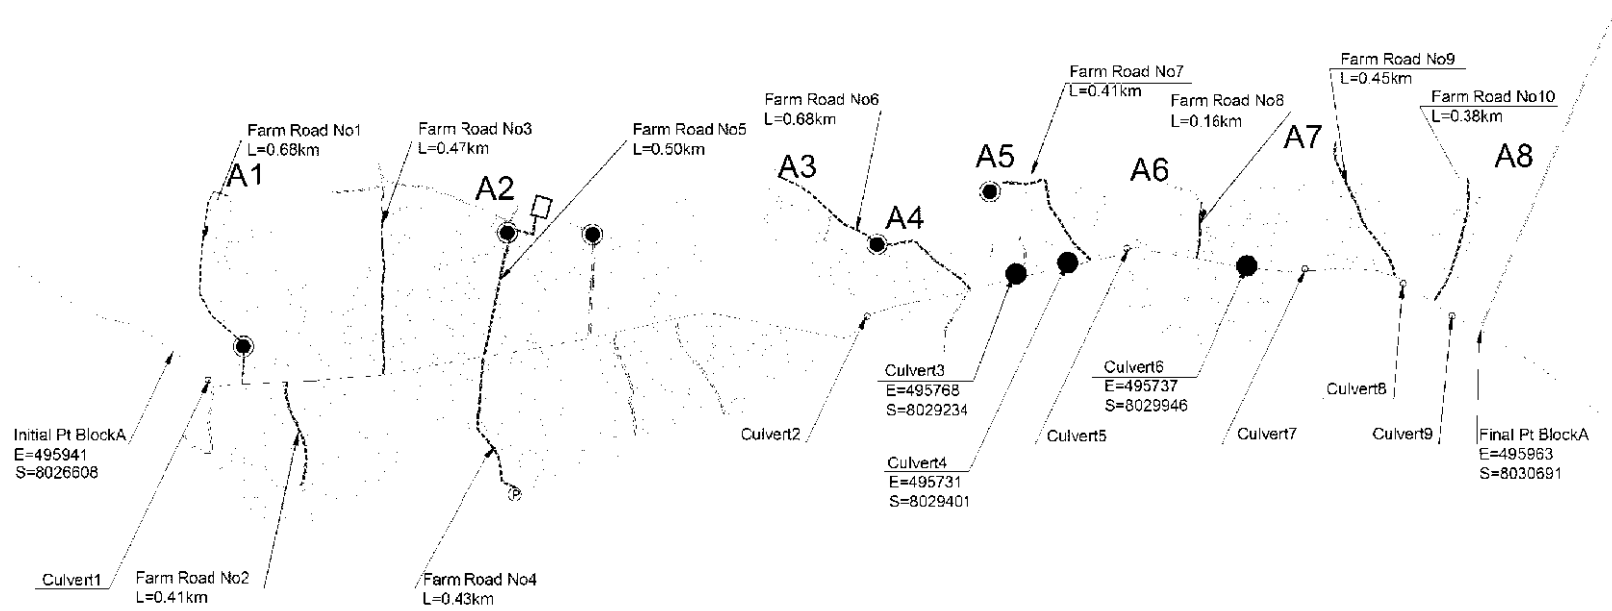 Farm Road No1
L=0.68km
A1
Farm Road No3
L=0.47km
A2
Farm Road No5
L=0.50km
A3
Farm Road No6
L=0.68km
A4
A5
Farm Road No7
L=0.41km
A6
Farm Road No8
L=0.16km
A7
Farm Road No9
L=0.45km
Farm Road No10
L=0.38km
A8
Initial Pt BlockA
E=495941
S=8026608
Culvert1
Farm Road No2
L=0.41km
P
Farm Road No4
L=0.43km
Culvert2
Culvert3
E=495768
S=8029234
Culvert4
E=495731
S=8029401
Culvert5
Culvert6
E=495737
S=8029946
Culvert7
Culvert8
Culvert9
Final Pt BlockA
E=495963
S=8030691